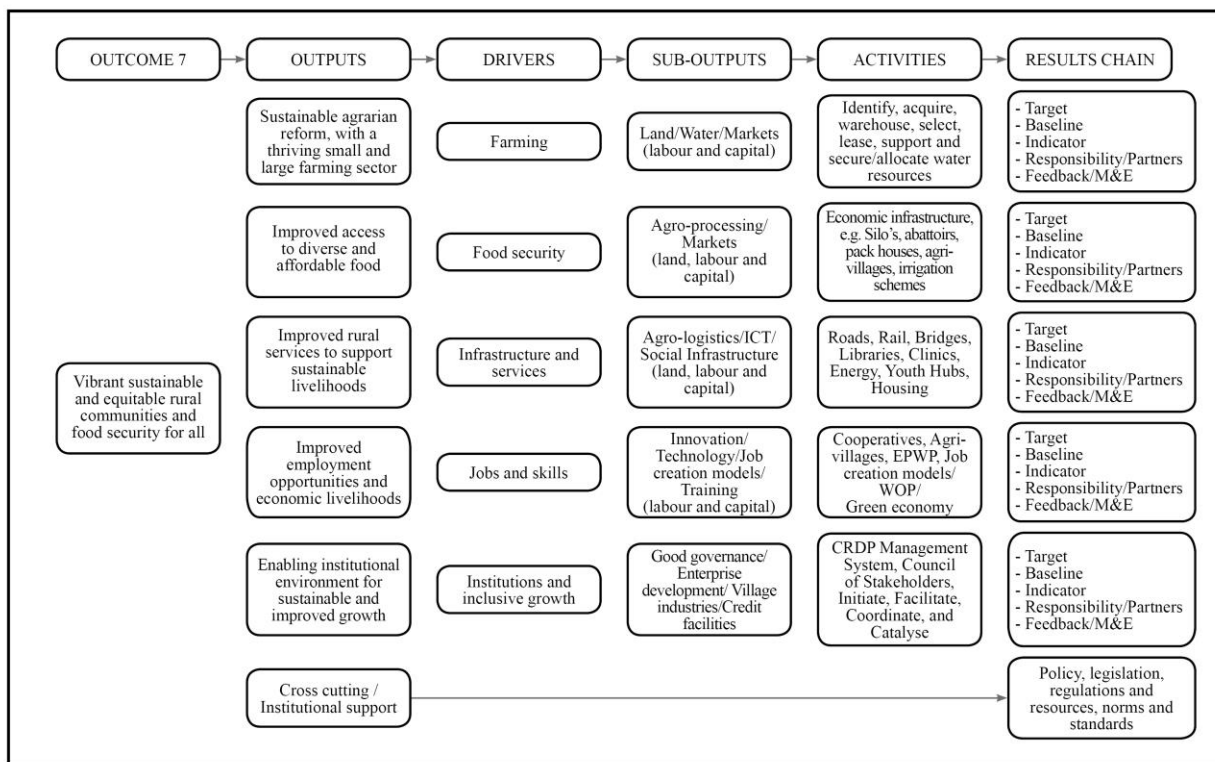 OUTCOME 7
OUTPUTS
DRIVERS
SUB-OUTPUTS
ACTIVITIES
RESULTS CHAIN
Sustainable agrarian
reform, with a
thriving small and
large farming sector
Farming
Land/Water/Markets
(labour and capital)
Identify, acquire,
warehouse, select,
lease, support and
secure/allocate water
resources
- Target
- Baseline
- Indicator
- Responsibility/Partners
- Feedback/M&E
Improved access
to diverse and
affordable food
Food security
Agro-processing/
Markets
(land, labour and
capital)
Economic infrastructure,
e.g. Silo's, abattoirs,
pack houses, agri-
villages, irrigation
schemes
- Target
- Baseline
- Indicator
- Responsibility/Partners
- Feedback/M&E
Vibrant sustainable
and equitable rural
communities and
food security for all
Improved rural
services to support
sustainable
livelihoods
Infrastructure and
services
Agro-logistics/ICT/
Social Infrastructure
(land, labour and
capital)
Roads, Rail, Bridges,
Libraries, Clinics,
Energy, Youth Hubs,
Housing
- Target
- Baseline
- Indicator
- Responsibility/Partners
- Feedback/M&E
Improved
employment
opportunities and
economic livelihoods
Jobs and skills
Innovation/
Technology/Job
creation models/
Training
(labour and capital)
Cooperatives, Agri-
villages, EPWP, Job
creation models/
WOP/
Green economy
- Target
- Baseline
- Indicator
- Responsibility/Partners
- Feedback/M&E
Enabling institutional
environment for
sustainable and
improved growth
Institutions and
inclusive growth
Good governance/
Enterprise
development/ Village
industries/Credit
facilities
CRDP Management
System, Council
of Stakeholders,
Initiate, Facilitate,
Coordinate, and
Catalyse
- Target
- Baseline
- Indicator
- Responsibility/Partners
- Feedback/M&E
Cross cutting /
Institutional support
Policy, legislation,
regulations and
resources, norms and
standards